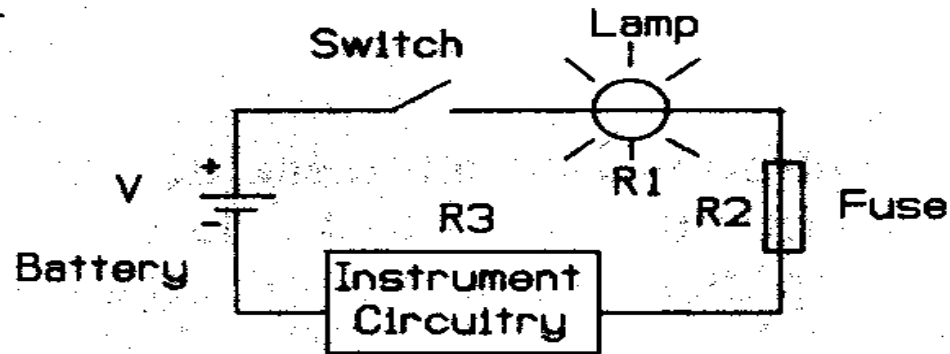 Lamp
Switch
+
V
R1
R2
Fuse
-
R3
Battery
Instrument
Circuitry